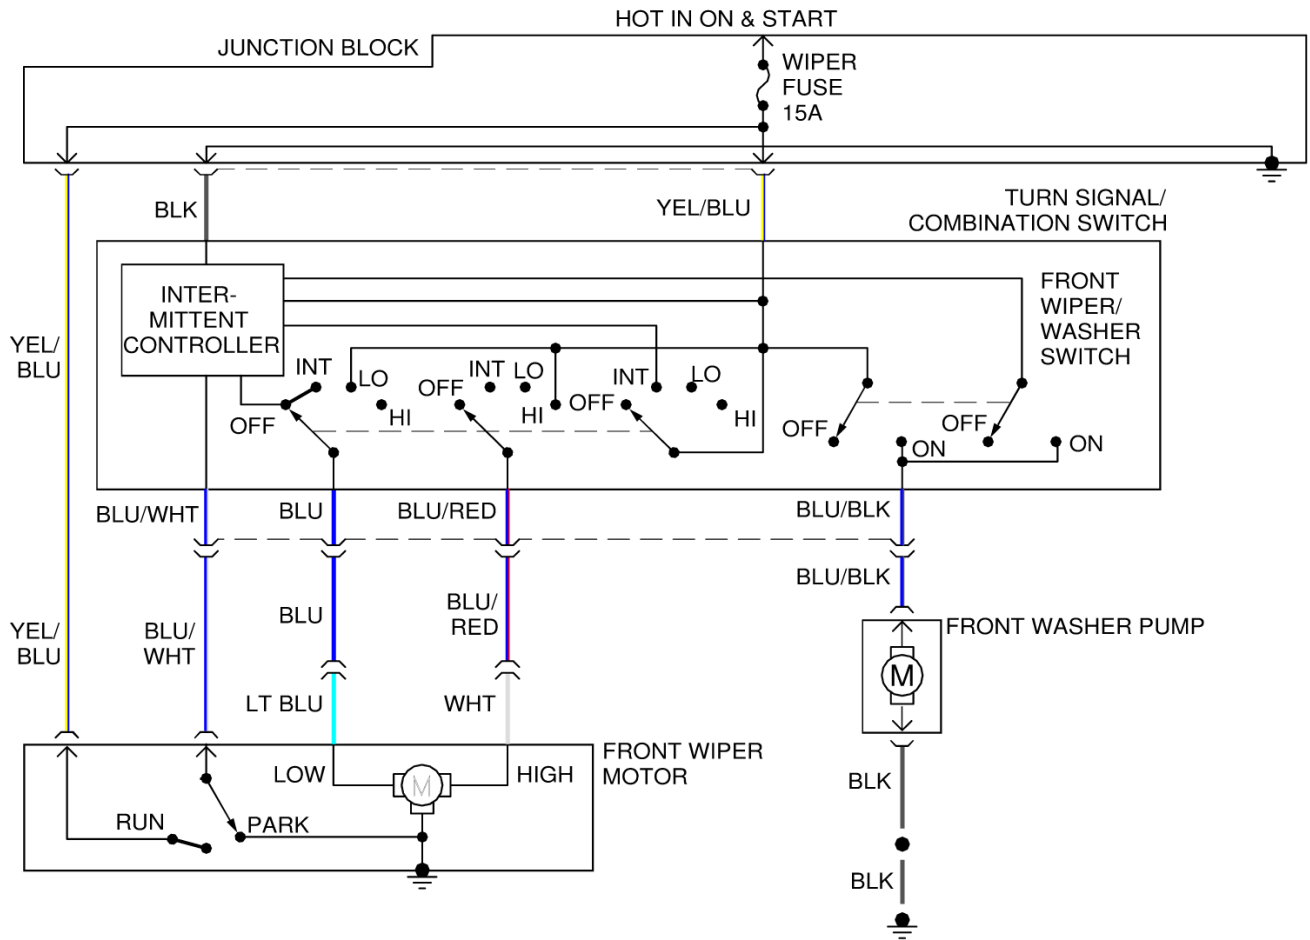 HOT IN ON & START
JUNCTION BLOCK
WIPER
FUSE
15A
BLK
YEL/BLU
TURN SIGNAL/
COMBINATION SWITCH
INTER-
MITTENT
CONTROLLER
FRONT
WIPER/
WASHER
SWITCH
YEL/
BLU
INT
LO
HI
OFF
INT
LO
OFF
HI
INT
LO
OFF
HI
OFF
ON
OFF
ON
BLU/WHT
BLU
BLU/RED
BLU/BLK
BLU/BLK
YEL/
BLU
BLU/
WHT
BLU
BLU/
RED
FRONT WASHER PUMP
M
LT BLU
WHT
FRONT WIPER
MOTOR
LOW
M
HIGH
RUN
PARK
BLK
BLK